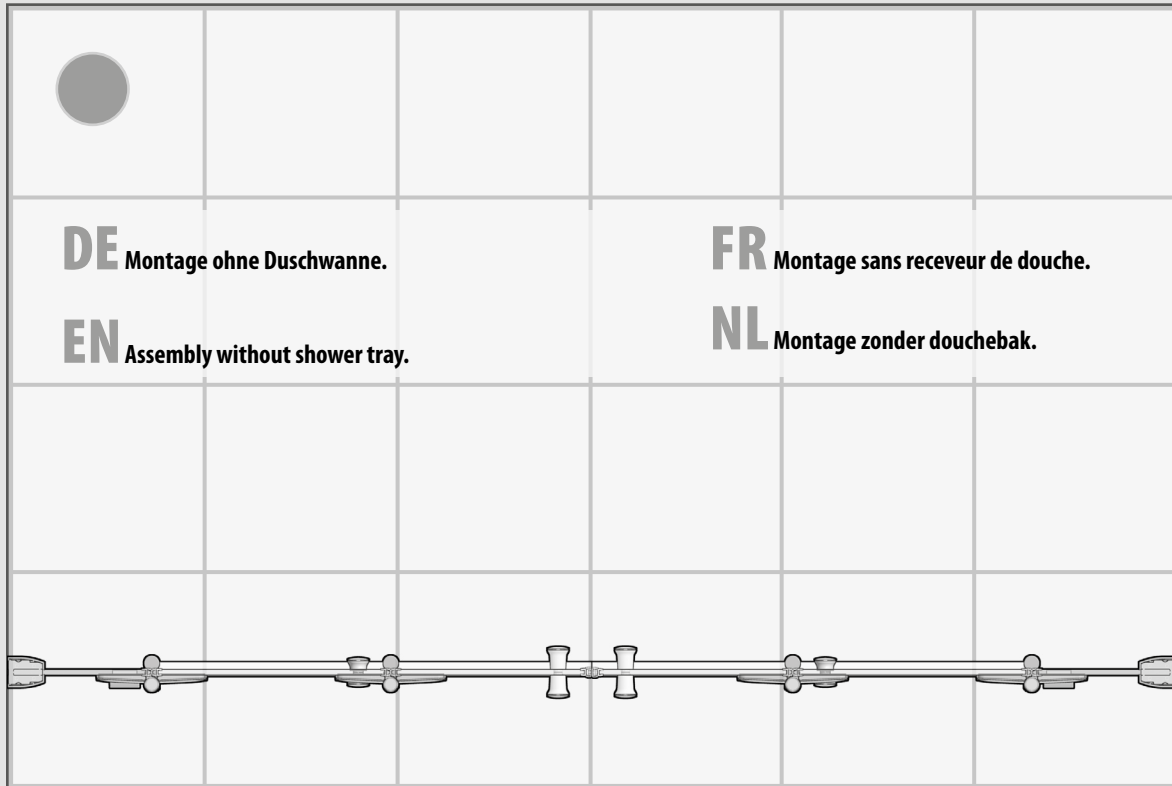 DE Montage ohne Duschwanne.
EN Assembly without shower tray.
FR Montage sans receveur de douche.
NL Montage zonder douchebak.